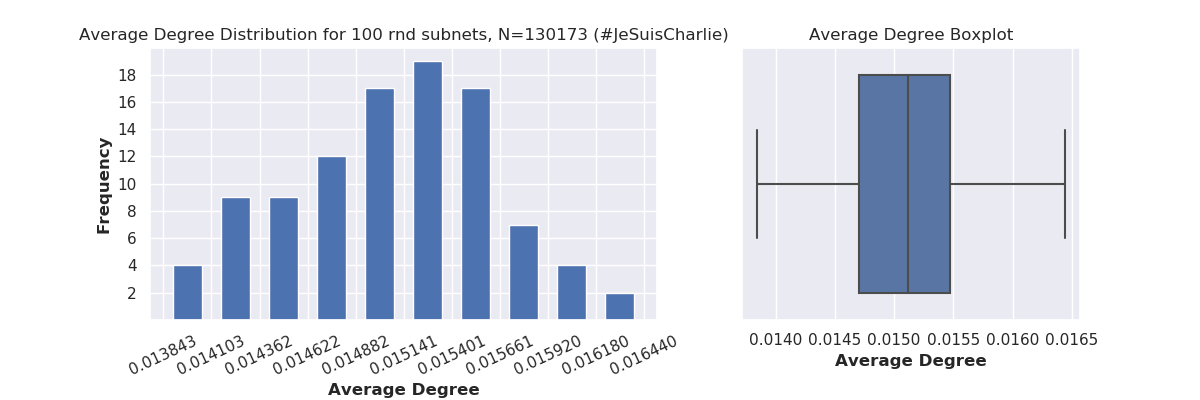 Average Degree Distribution for 100 rnd subnets, N=130173 (#JeSuisCharlie)
Frequency
18
16
14
12
10
8
6
4
2
0.013843 0.014103 0.014362 0.014622 0.014882 0.015141 0.015401 0.015661 0.015920 0.016180 0.016440
Average Degree
Average Degree Boxplot
0.0140 0.0145 0.0150 0.0155 0.0160 0.0165
Average Degree